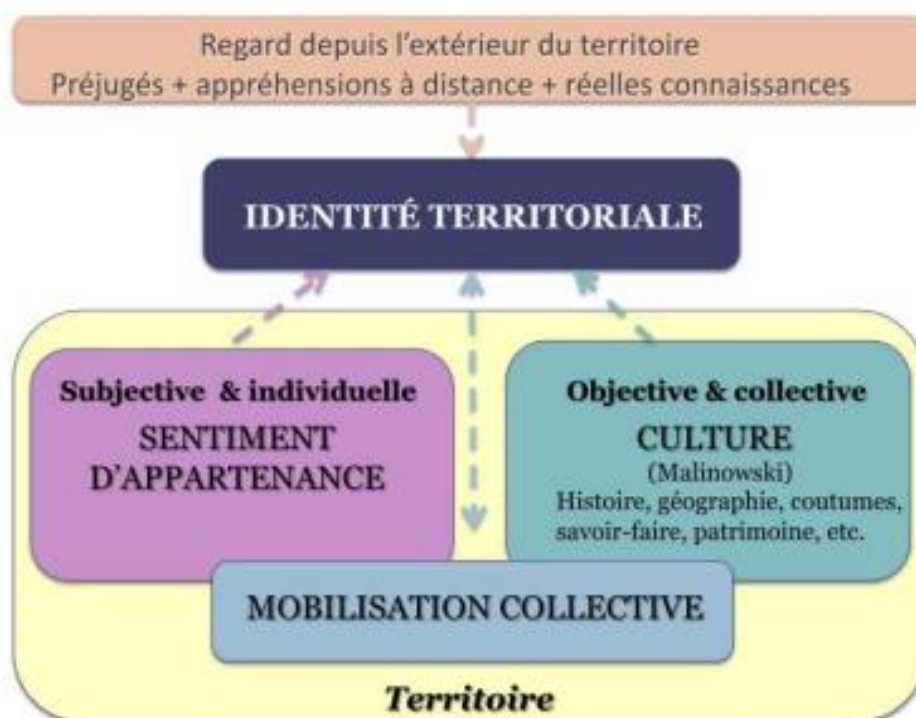 Regard depuis l'extérieur du territoire
Préjugés + appréhensions à distance + réelles connaissances
IDENTITÉ TERRITORIALE
Subjective & individuelle
SENTIMENT
D'APPARTENANCE
Objective & collective
CULTURE
(Malinowski)
Histoire, géographie, coutumes,
savoir-faire, patrimoine, etc.
MOBILISATION COLLECTIVE
Territoire